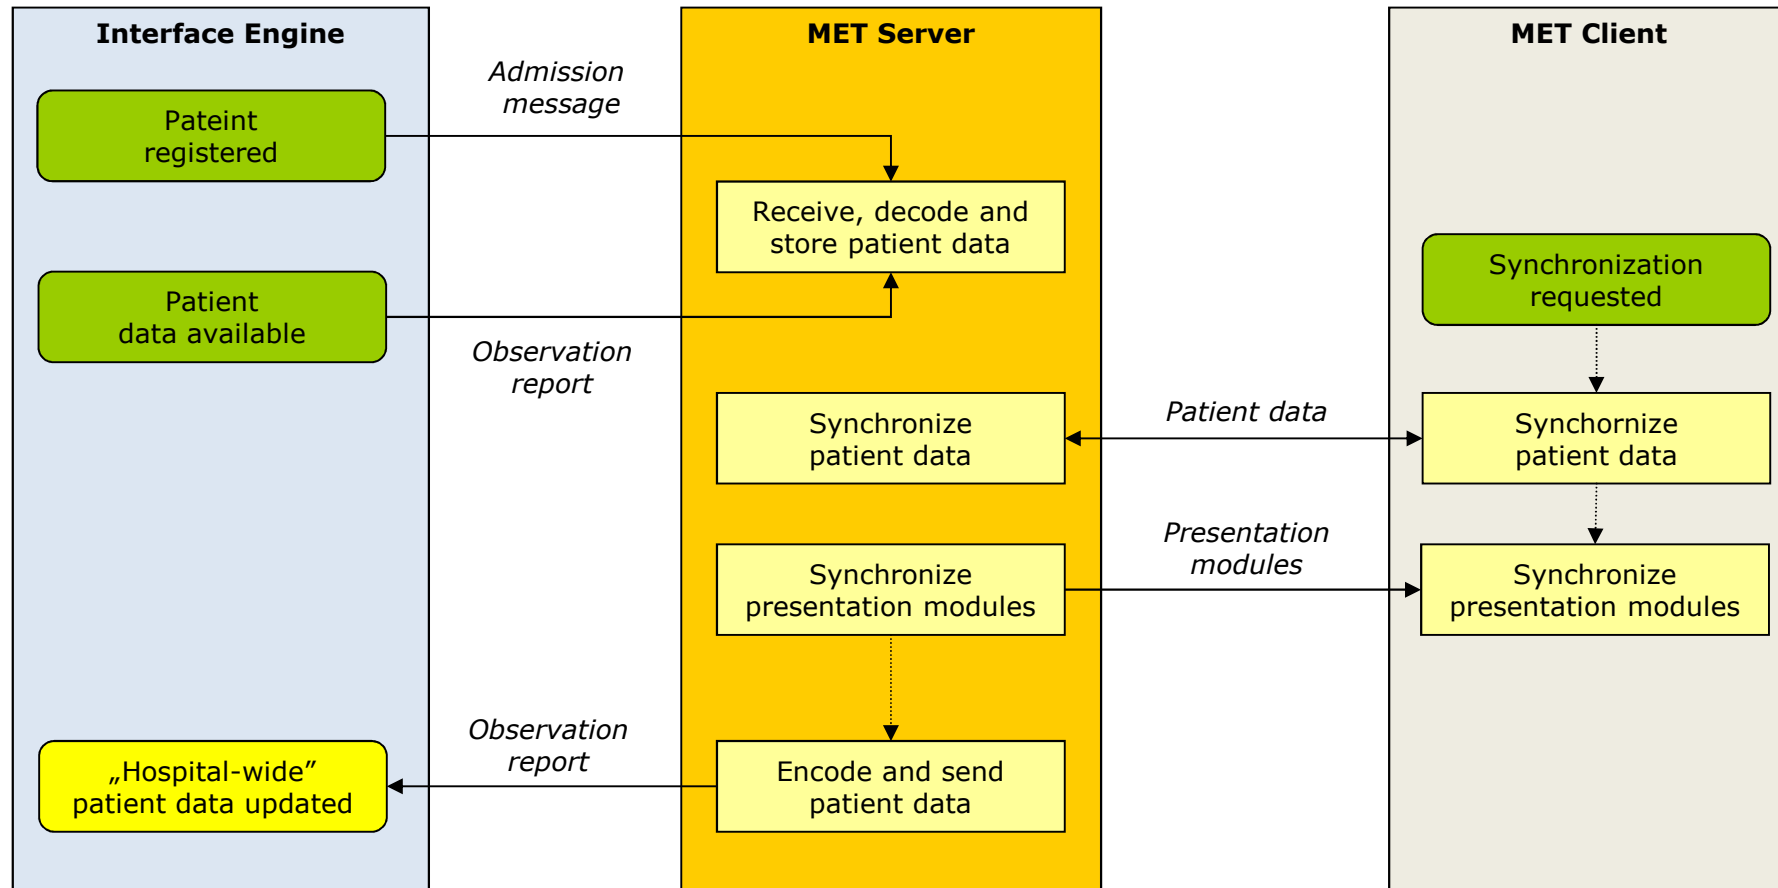 Interface Engine
MET Server
MET Client
Admission
message
Pateint
registered
Receive, decode and
store patient data
Synchronization
requested
Patient
data available
Observation
report
Synchronize
patient data
Patient data
Synchornize
patient data
Synchronize
presentation modules
Presentation
modules
Synchronize
presentation modules
Observation
report
„Hospital-wide”
patient data updated
Encode and send
patient data